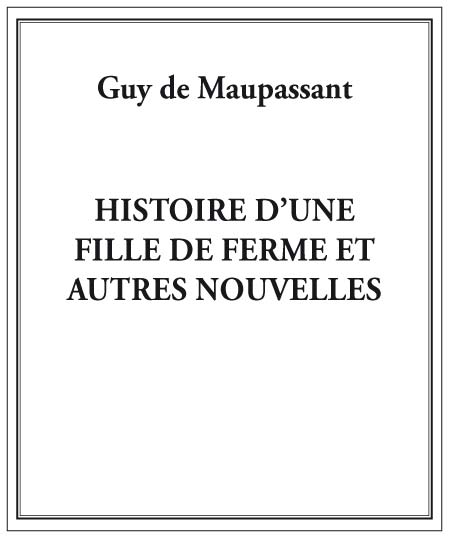 Guy de Maupassant
HISTOIRE D’UNE
FILLE DE FERME ET
AUTRES NOUVELLES